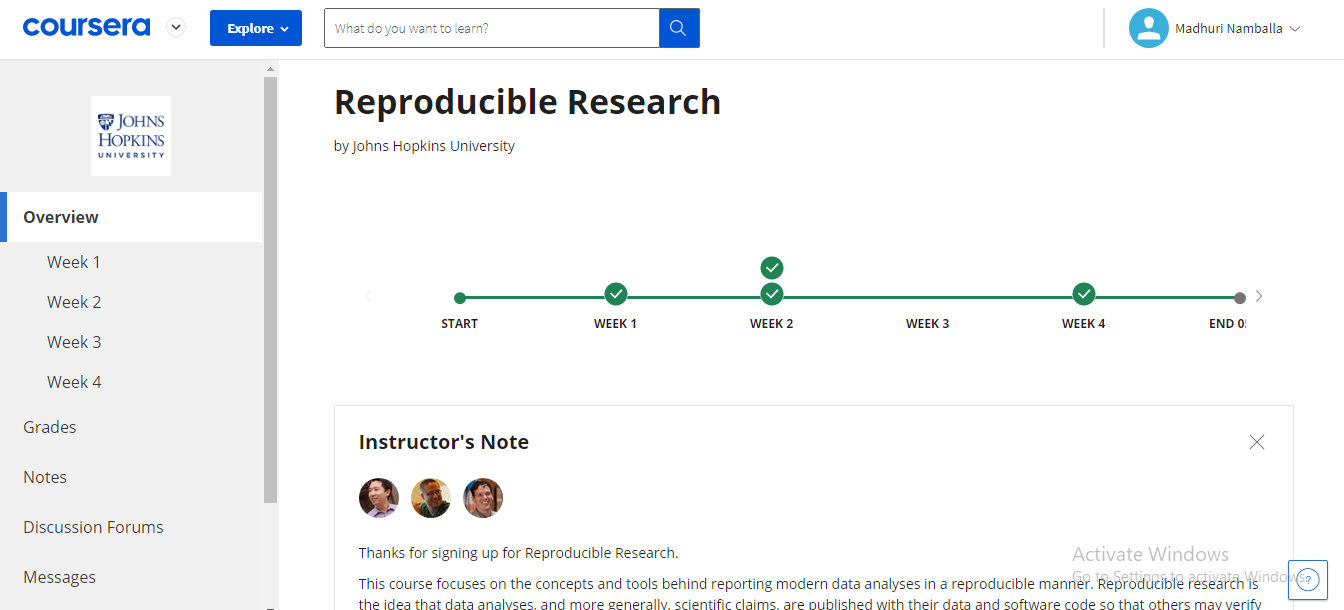 coursera
Explore
What do you want to learn?
Madhuri Namballa
JOHNS
HOPKINS
UNIVERSITY
Overview
Week 1
Week 2
Week 3
Week 4
Grades
Notes
Discussion Forums
Messages
Reproducible Research
by Johns Hopkins University
START
WEEK 1
WEEK 2
WEEK 3
WEEK 4
END
Instructor's Note
Thanks for signing up for Reproducible Research.
This course focuses on the concepts and tools behind reporting modern data analyses in a reproducible manner. Reproducible research is
the idea that data analyses, and more generally, scientific claims, are published with their data and software code so that others may verify
Activate Windows
Go to Settings to activate Windows.
?